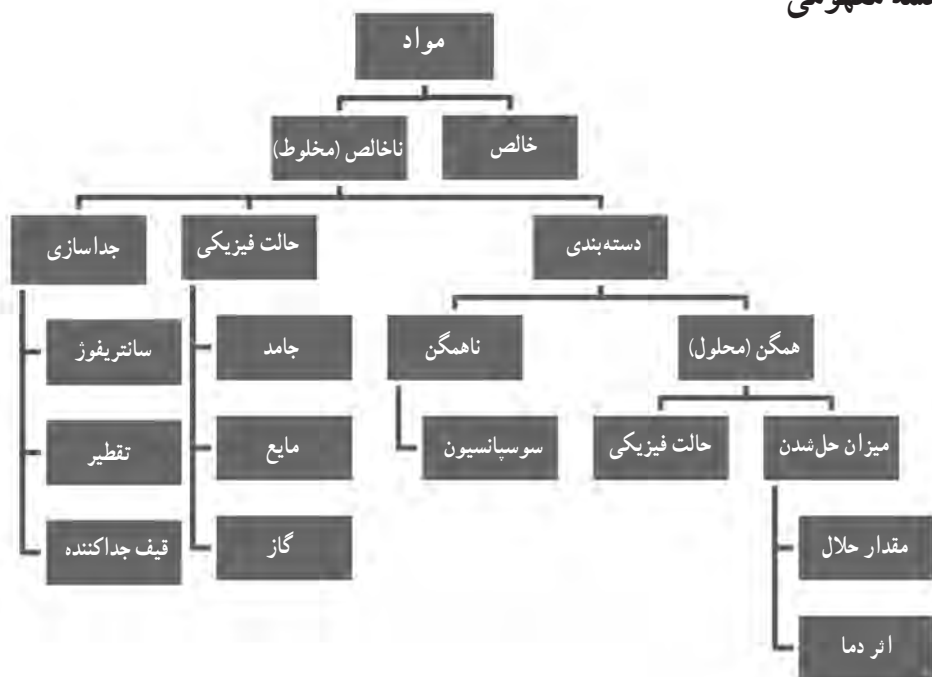 مفهومی
مواد
خالص
ناخالص (مخلوط)
دسته‌بندی
حالت فیزیکی
جداسازی
همگن (محلول)
ناهمگن
جامد
سانتریفوژ
میزان حل‌شدن
حالت فیزیکی
سوسپانسیون
مایع
تقطیر
مقدار حلال
گاز
قیف جداکننده
اثر دما